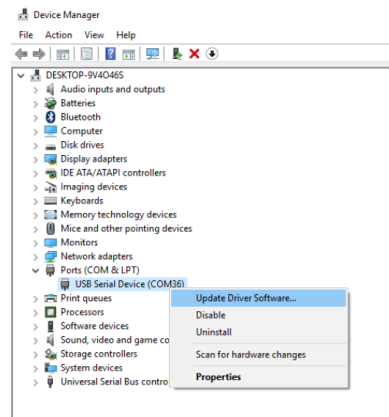 Device Manager
File Action View Help
DESKTOP-9V4O46S
Audio inputs and outputs
Batteries
Bluetooth
Computer
Disk drives
Display adapters
IDE ATA/ATAPI controllers
Imaging devices
Keyboards
Memory technology devices
Mice and other pointing devices
Monitors
Network adapters
Ports (COM & LPT)
USB Serial Device (COM36)
Update Driver Software...
Print queues
Disable
Processors
Uninstall
Software devices
Sound, video and game co
Scan for hardware changes
Storage controllers
System devices
Properties
Universal Serial Bus contro